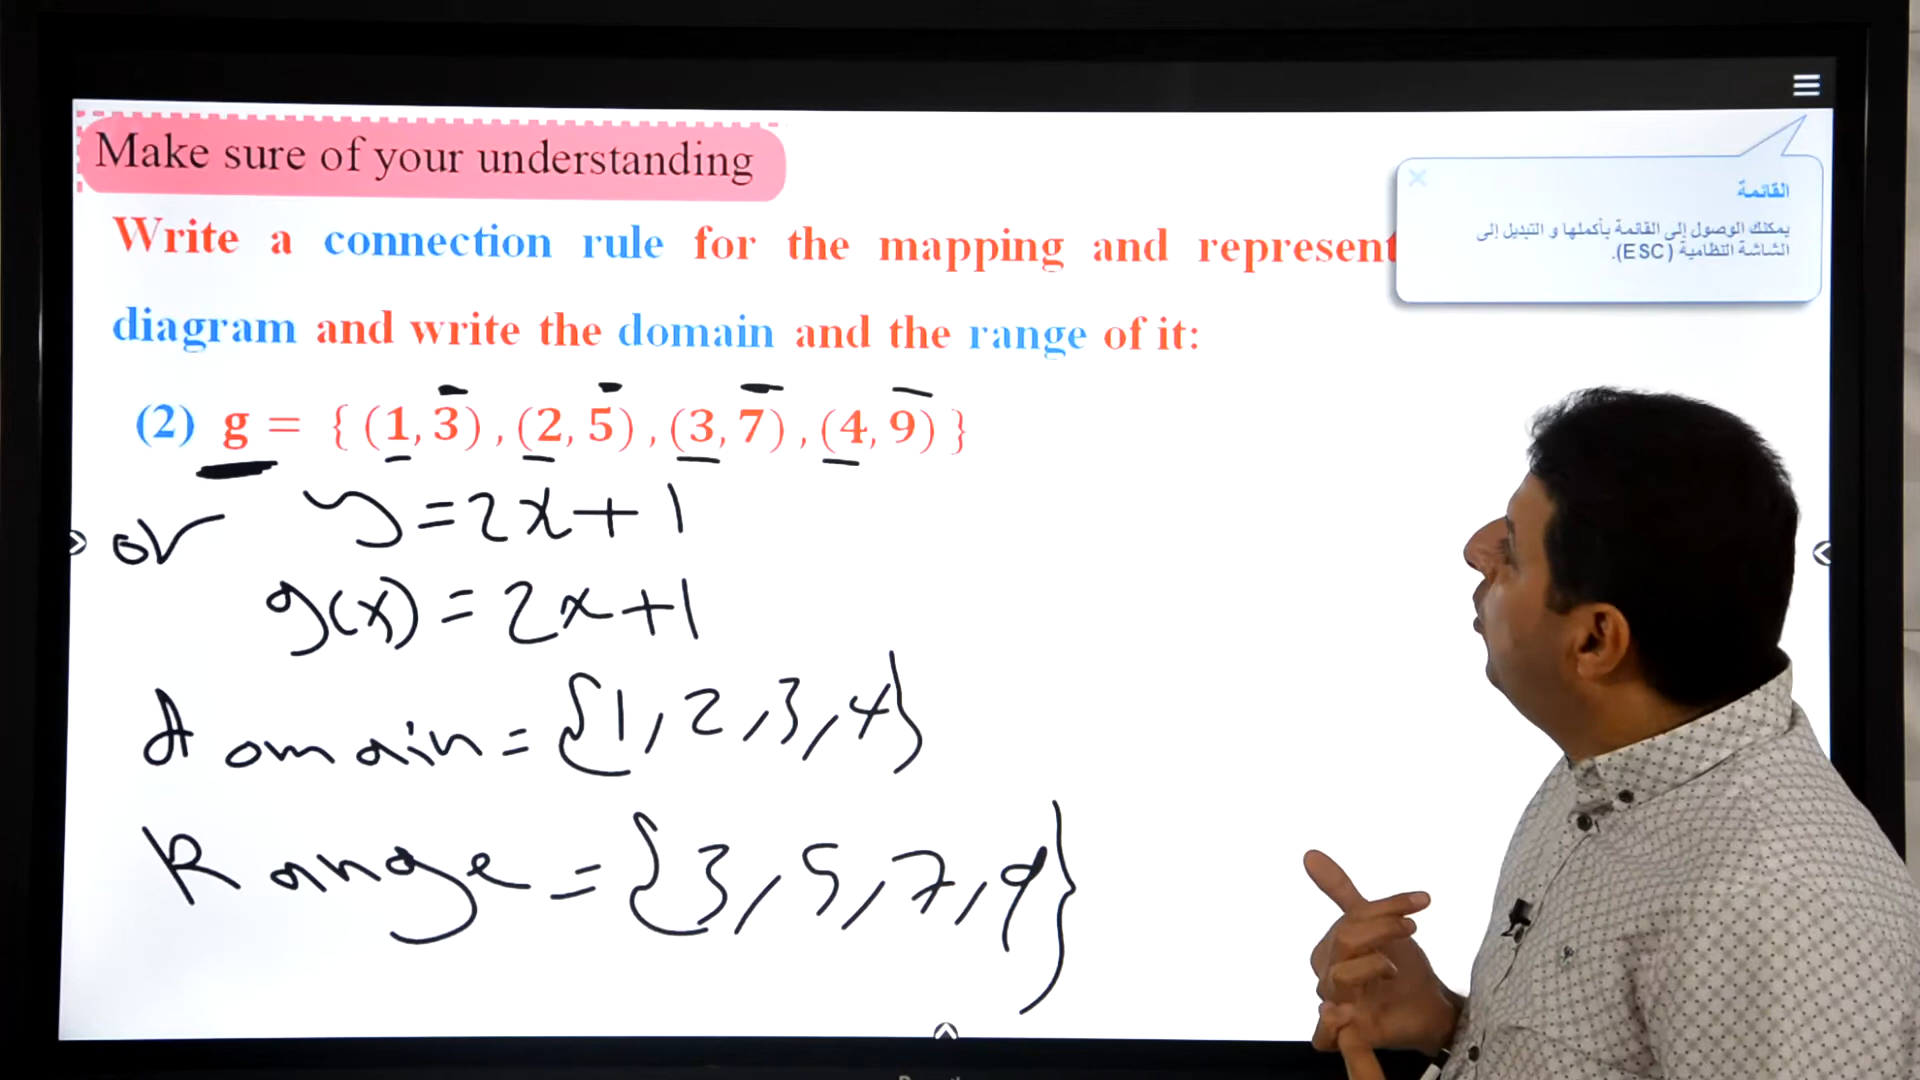 Make sure of your understanding
Write a connection rule for the mapping and represent
diagram and write the domain and the range of it:
(2) g = { (1, 3) , (2, 5) , (3, 7) , (4, 9) }
or y = 2x + 1
g(x) = 2x + 1
domain = {1, 2, 3, 4}
Range = {3, 5, 7, 9}
القائمة
يمكنك الوصول إلى القائمة بأكملها و التبديل إلى
الشاشة النظامية (ESC).